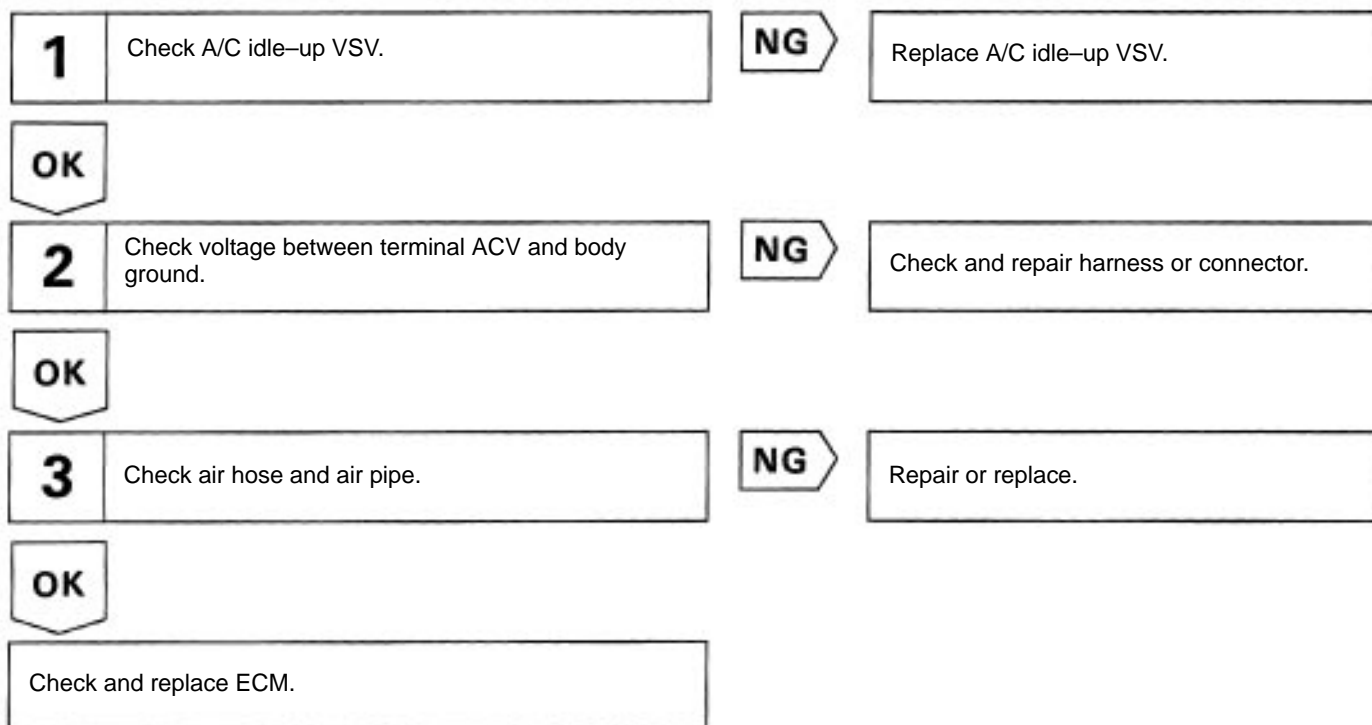 1
Check A/C idle–up VSV.
NG
Replace A/C idle–up VSV.
OK
2
Check voltage between terminal ACV and body
ground.
NG
Check and repair harness or connector.
OK
3
Check air hose and air pipe.
NG
Repair or replace.
OK
Check and replace ECM.